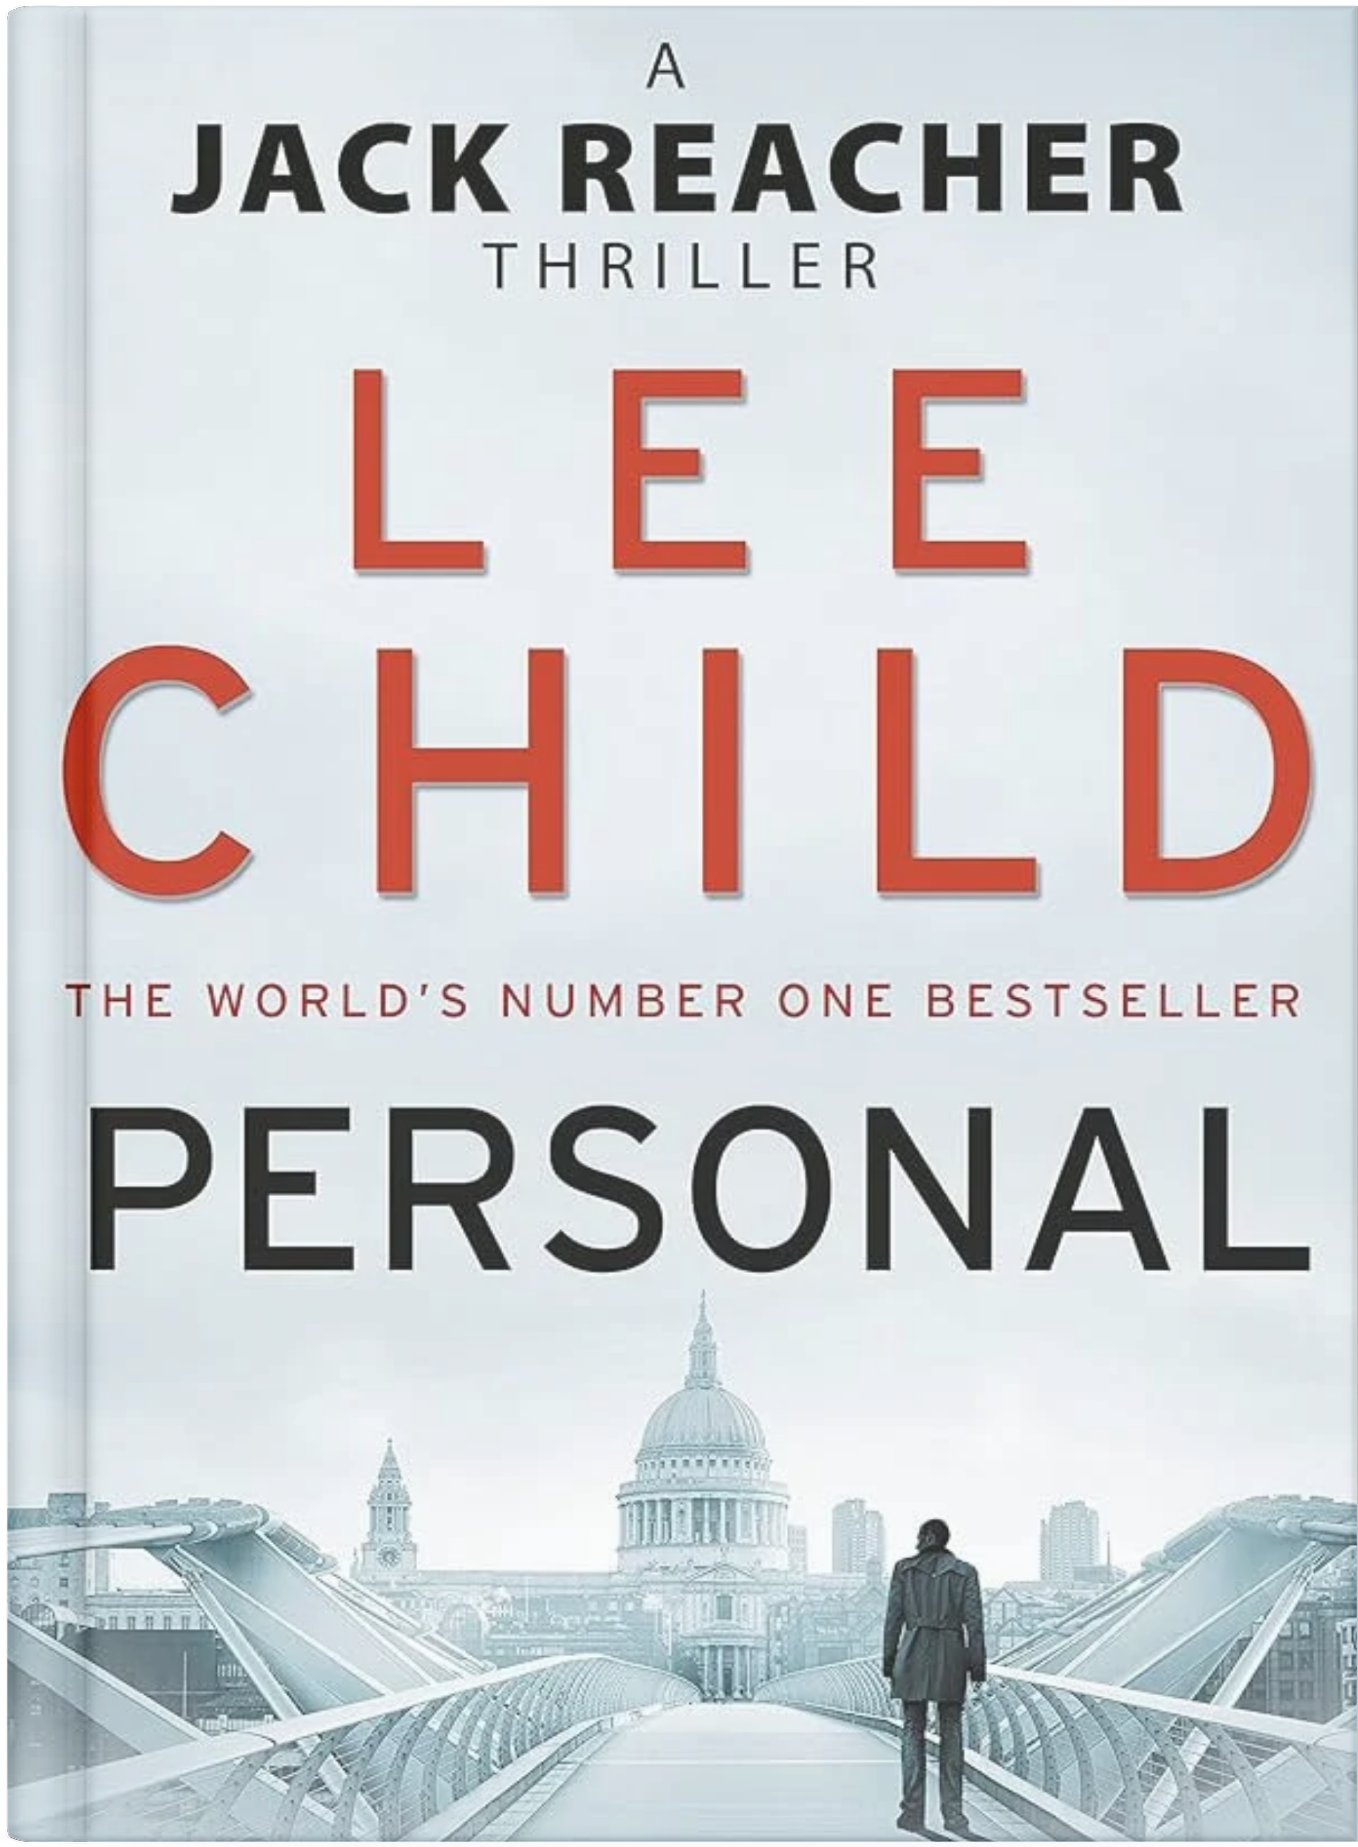 A
JACK REACHER
THRILLER
LEE
CHILD
THE WORLD'S NUMBER ONE BESTSELLER
PERSONAL